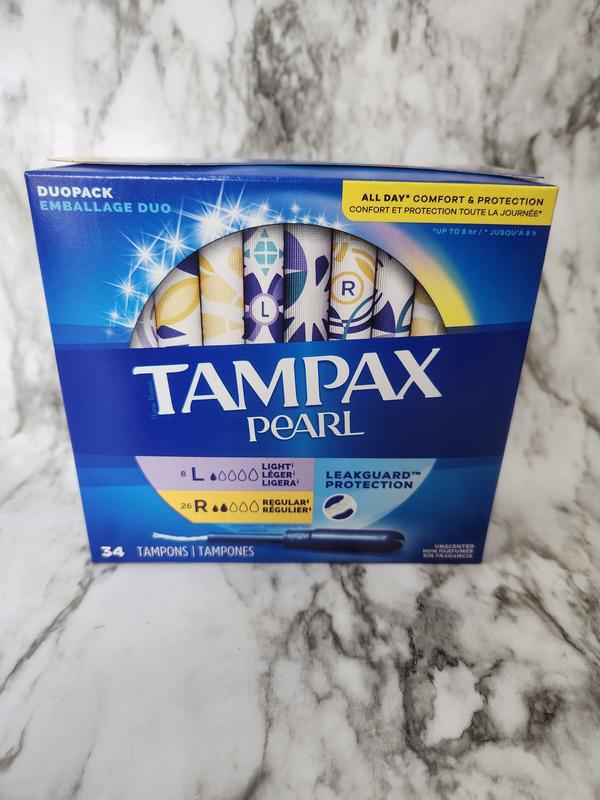 DUOPACK
EMBALLAGE DUO
ALL DAY* COMFORT & PROTECTION
CONFORT ET PROTECTION TOUTE LA JOURNÉE*
*UP TO 8 hr / * JUSQU'À 8 h
L
R
TAMPAX
PEARL
8 L LIGHT
LÉGER
LIGERA
26 R REGULAR
RÉGULIER
LEAKGUARD™
PROTECTION
34 TAMPONS | TAMPONES
UNSCENTED
NON PARFUMÉS
SIN FRAGANCIA